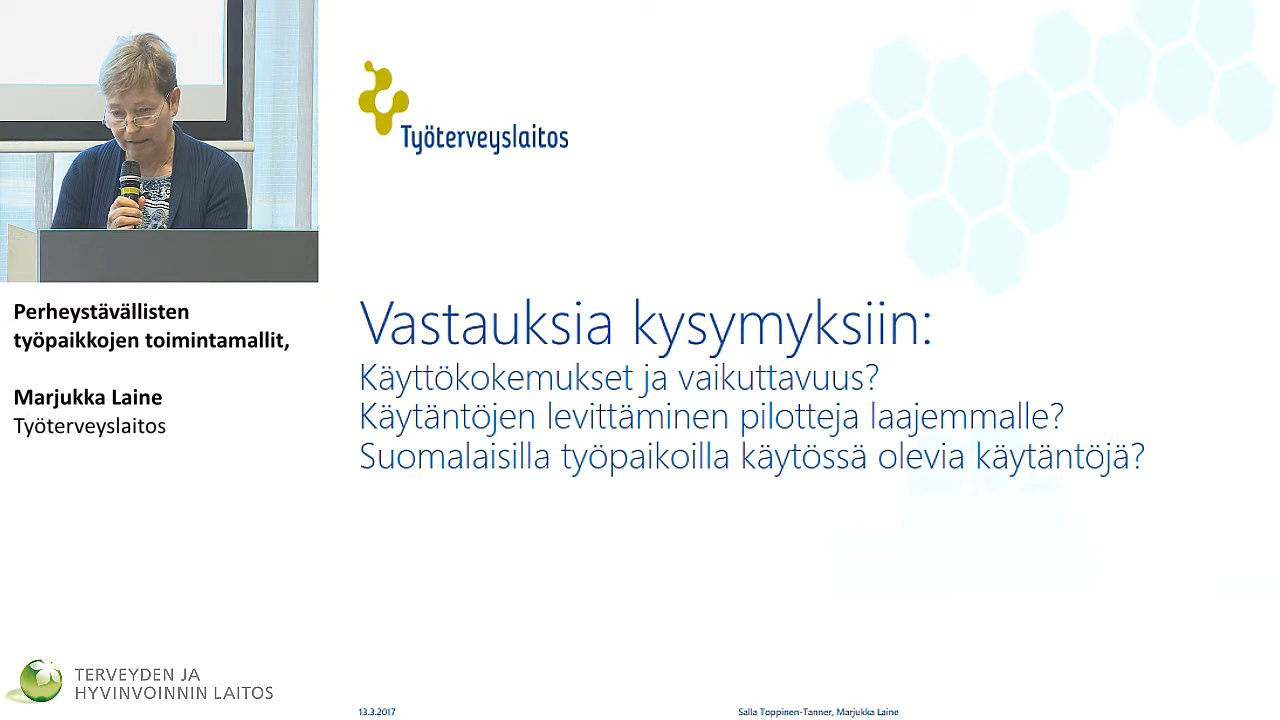 Työterveyslaitos
Vastauksia kysymyksiin:
Käyttökokemukset ja vaikuttavuus?
Käytäntöjen levittäminen pilotteja laajemmalle?
Suomalaisilla työpaikoilla käytössä olevia käytäntöjä?
Perheystävällisten
työpaikkojen toimintamallit,
Marjukka Laine
Työterveyslaitos
TERVEYDEN JA
HYVINVOINNIN LAITOS
13.3.2017
Salla Toppinen-Tanner, Marjukka Laine